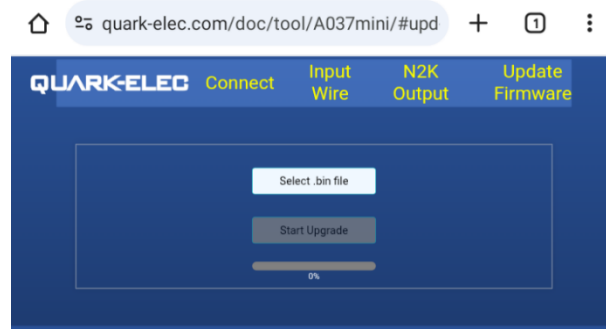 quark-elec.com/doc/tool/A037mini/#upd
1
QUARK-ELEC
Connect
Input
Wire
N2K
Output
Update
Firmware
Select .bin file
Start Upgrade
0%